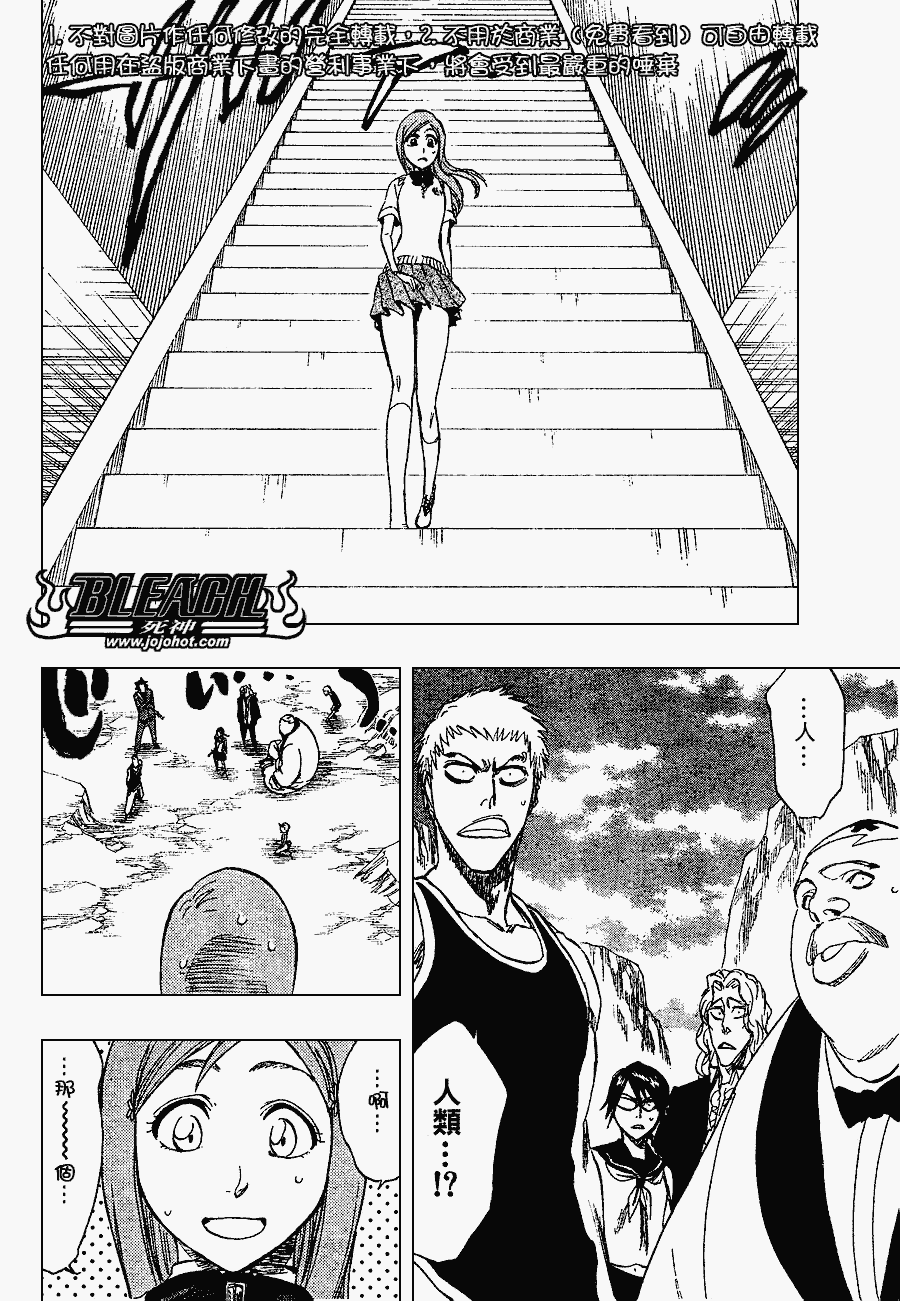 1. 不對圖片作任何修改的完全轉載，2. 不用於商業（免費看到）可自由轉載
任何用在盜版商業下畫的營利事業下，將會受到最嚴重的唾棄
BLEACH
死神
www.jojohot.com
…人…
人類…!?
…啊…
…那~~~個…